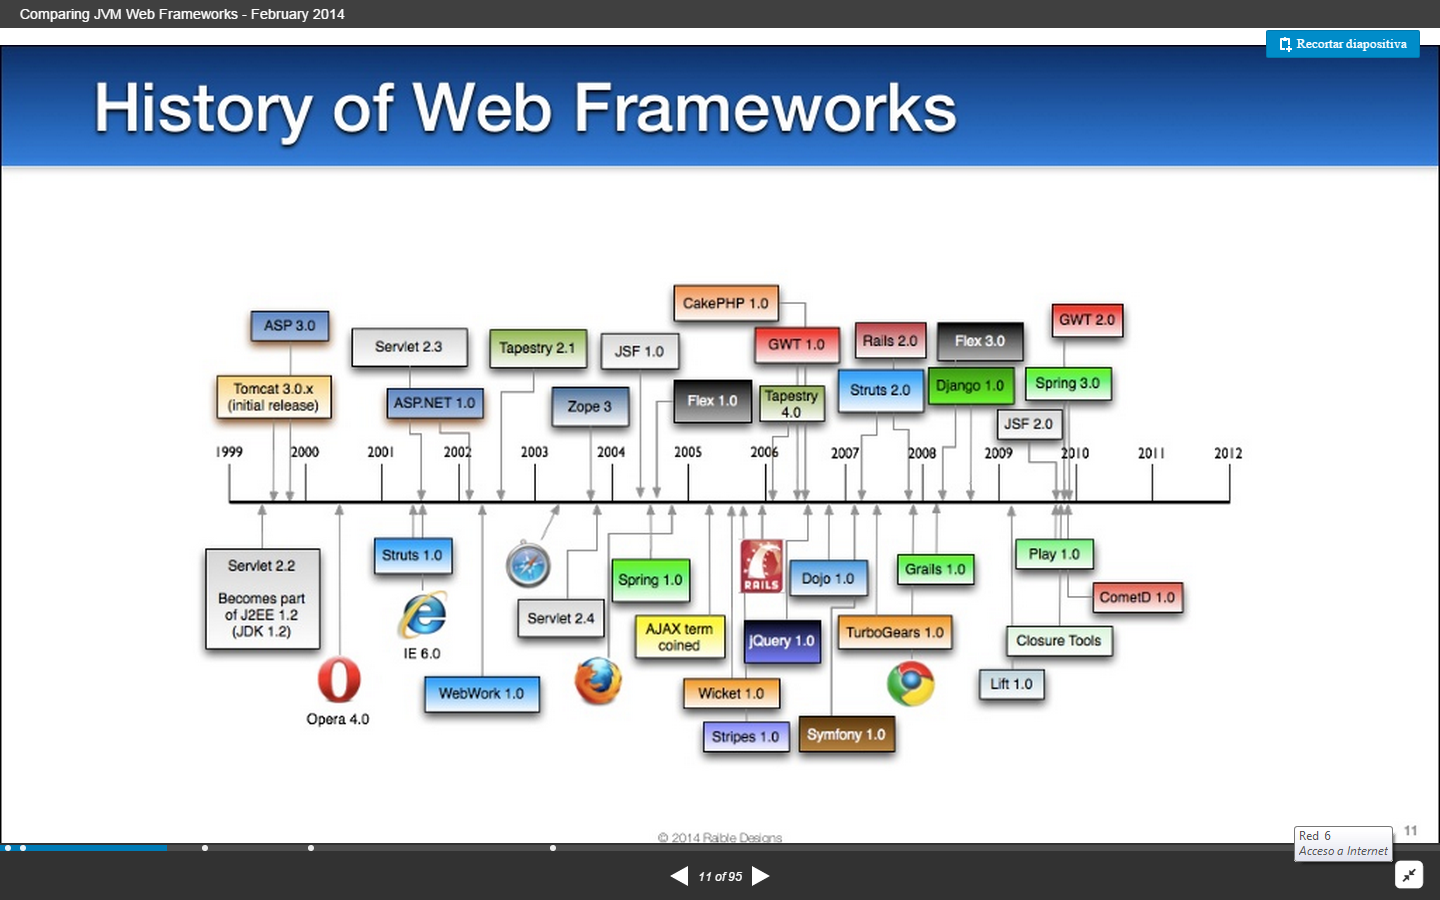 Comparing JVM Web Frameworks - February 2014
Recortar diapositiva
History of Web Frameworks
CakePHP 1.0
GWT 2.0
ASP 3.0
Servlet 2.3
Tapestry 2.1
JSF 1.0
GWT 1.0
Rails 2.0
Flex 3.0
Tomcat 3.0.x
(initial release)
ASP.NET 1.0
Zope 3
Flex 1.0
Tapestry
4.0
Struts 2.0
Django 1.0
Spring 3.0
JSF 2.0
1999 2000 2001 2002 2003 2004 2005 2006 2007 2008 2009 2010 2011 2012
Servlet 2.2
Becomes part
of J2EE 1.2
(JDK 1.2)
Struts 1.0
IE 6.0
Opera 4.0
WebWork 1.0
Servlet 2.4
Spring 1.0
AJAX term
coined
RAILS
Dojo 1.0
jQuery 1.0
Wicket 1.0
Stripes 1.0
Symfony 1.0
TurboGears 1.0
Grails 1.0
Play 1.0
CometD 1.0
Closure Tools
Lift 1.0
© 2014 Raible Designs
11
Red 6
Acceso a Internet
11 of 95